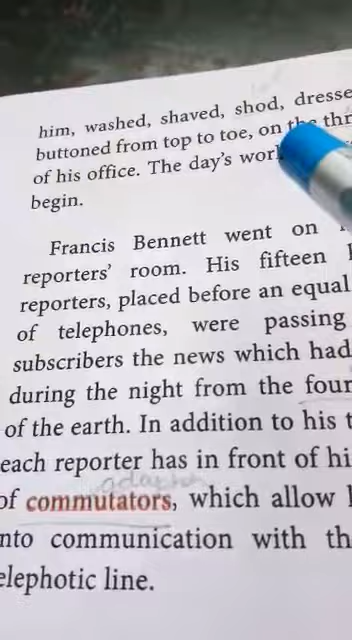 him, washed, shaved, shod, dresse
buttoned from top to toe, on the thr
of his office. The day's wor
begin.
Francis Bennett went on
reporters' room. His fifteen
reporters, placed before an equal
of telephones, were passing
subscribers the news which had
during the night from the four
of the earth. In addition to his t
each reporter has in front of hi
of commutators, which allow
nto communication with th
elephotic line.